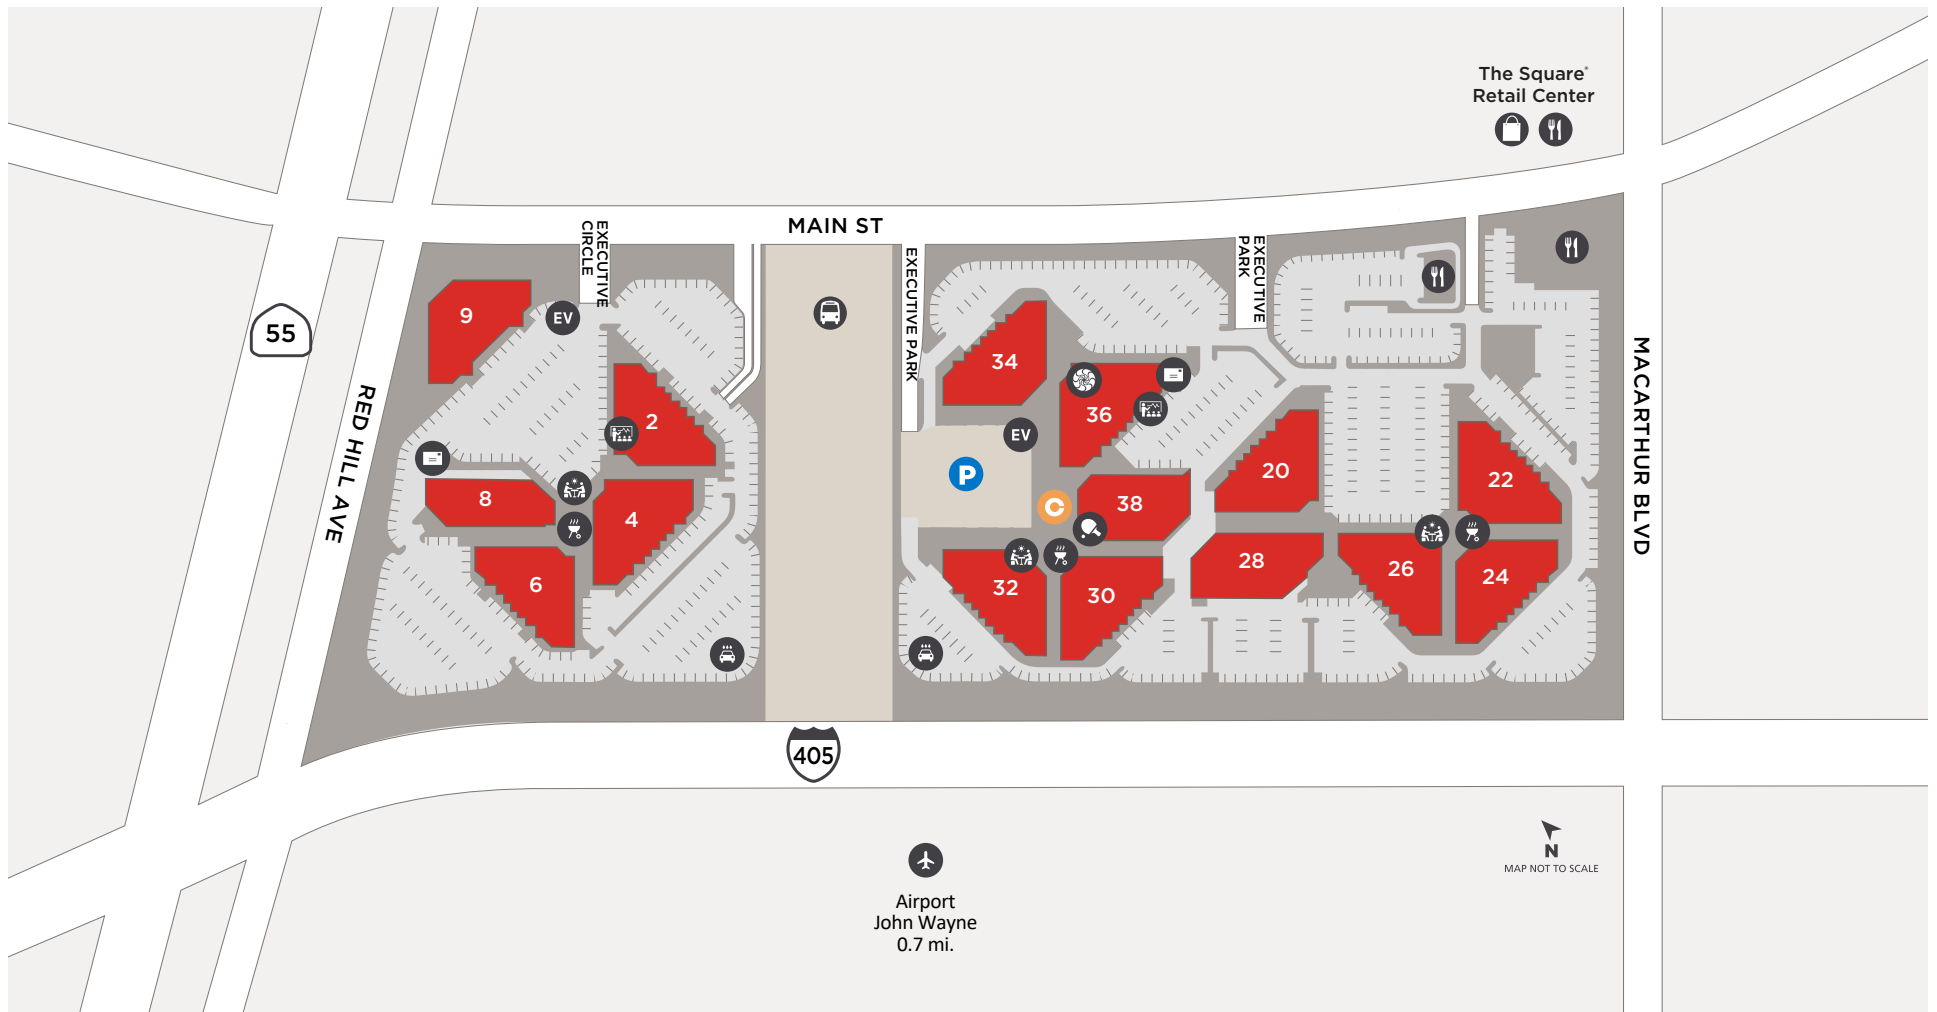 The Square®
Retail Center
MAIN ST
EXECUTIVE
CIRCLE
EXECUTIVE PARK
EXECUTIVE
PARK
55
RED HILL AVE
MACARTHUR BLVD
9
EV
2
8
4
6
34
36
EV
P
C
38
20
22
32
30
28
26
24
405
N
MAP NOT TO SCALE
Airport
John Wayne
0.7 mi.